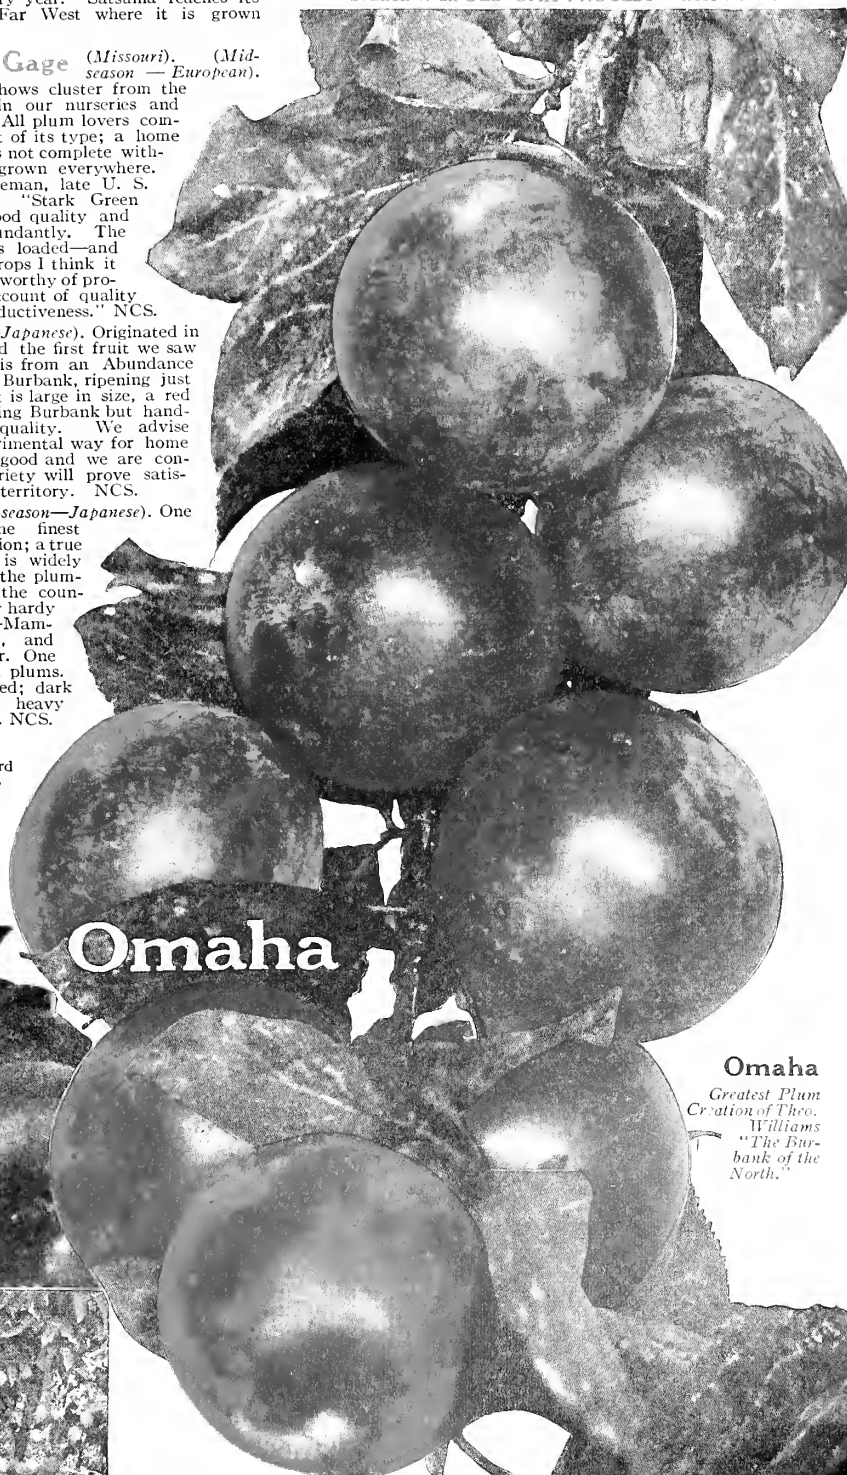 Far West where it is grown
Gage (Missouri). (Mid-
season — European).
hows cluster from the
in our nurseries and
All plum lovers com-
t of its type; a home
s not complete with-
grown everywhere.
eman, late U. S.
"Stark Green
ood quality and
undantly. The
s loaded—and
rops I think it
worthy of pro-
count of quality
ductiveness." NCS.
Japanese). Originated in
d the first fruit we saw
is from an Abundance
Burbank, ripening just
t is large in size, a red
ing Burbank but hand-
quality. We advise
rimental way for home
good and we are con-
riety will prove satis-
territory. NCS.
season—Japanese). One
he finest
ion; a true
is widely
the plum-
the coun-
hardy
-Mam-
, and
r. One
plums.
ed; dark
heavy
. NCS.
rd
Omaha
Omaha
Greatest Plum
Creation of Theo.
Williams
"The Bur-
bank of the
North."